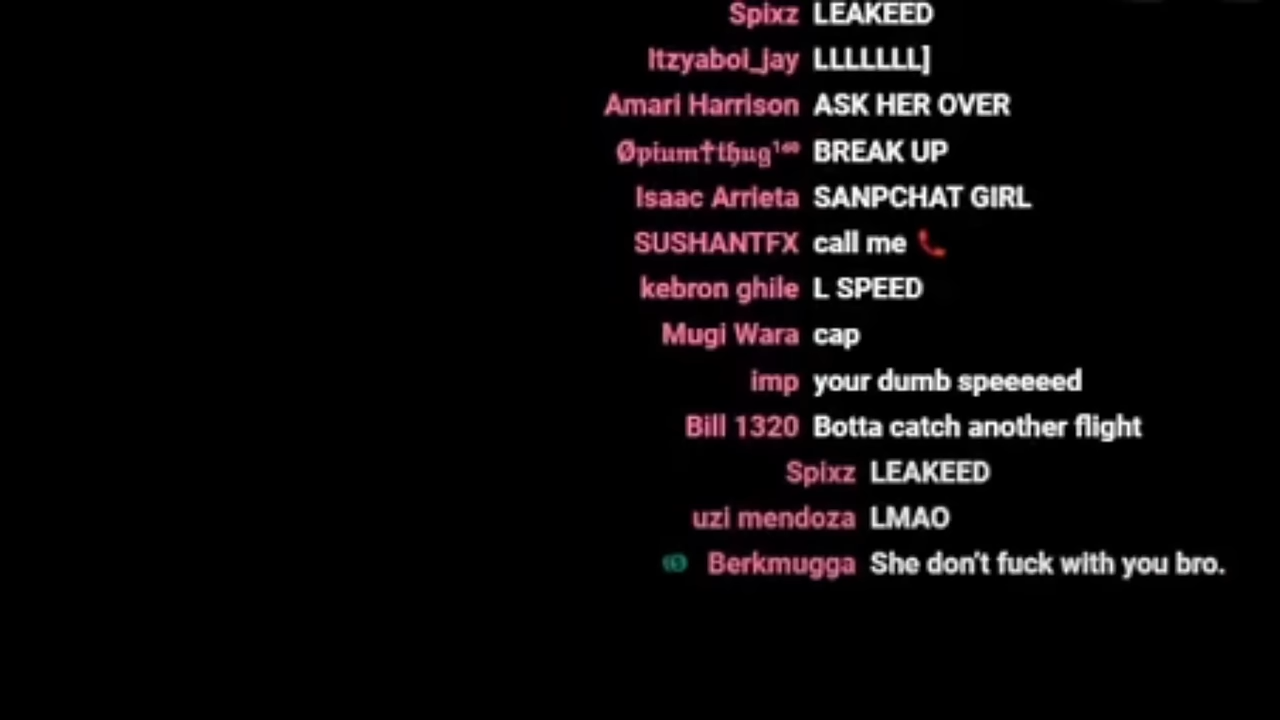 Spixz LEAKEED
Itzyaboi_jay LLLLLLL]
Amari Harrison ASK HER OVER
Øpium†thug¹⁶⁰ BREAK UP
Isaac Arrieta SANPCHAT GIRL
SUSHANTFX call me 📞
kebron ghile L SPEED
Mugi Wara cap
imp your dumb speeeeed
Bill 1320 Botta catch another flight
Spixz LEAKEED
uzi mendoza LMAO
Berkmugga She don't fuck with you bro.